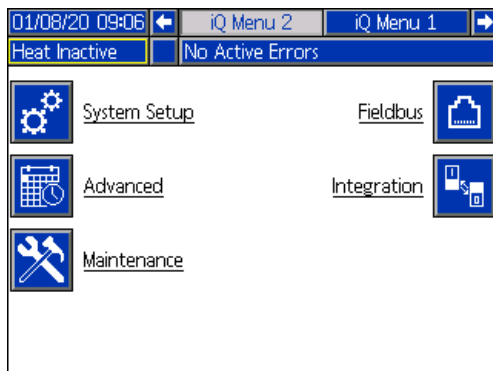 01/08/20 09:06 iQ Menu 2 iQ Menu 1
Heat Inactive No Active Errors
System Setup Fieldbus
Advanced Integration
Maintenance